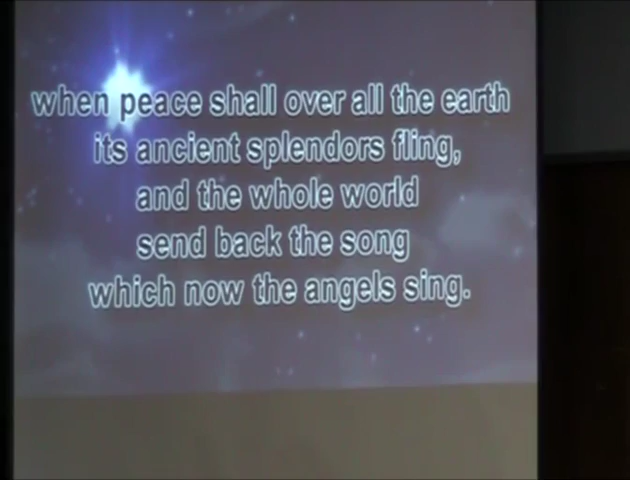 when peace shall over all the earth
its ancient splendors fling,
and the whole world
send back the song
which now the angels sing.